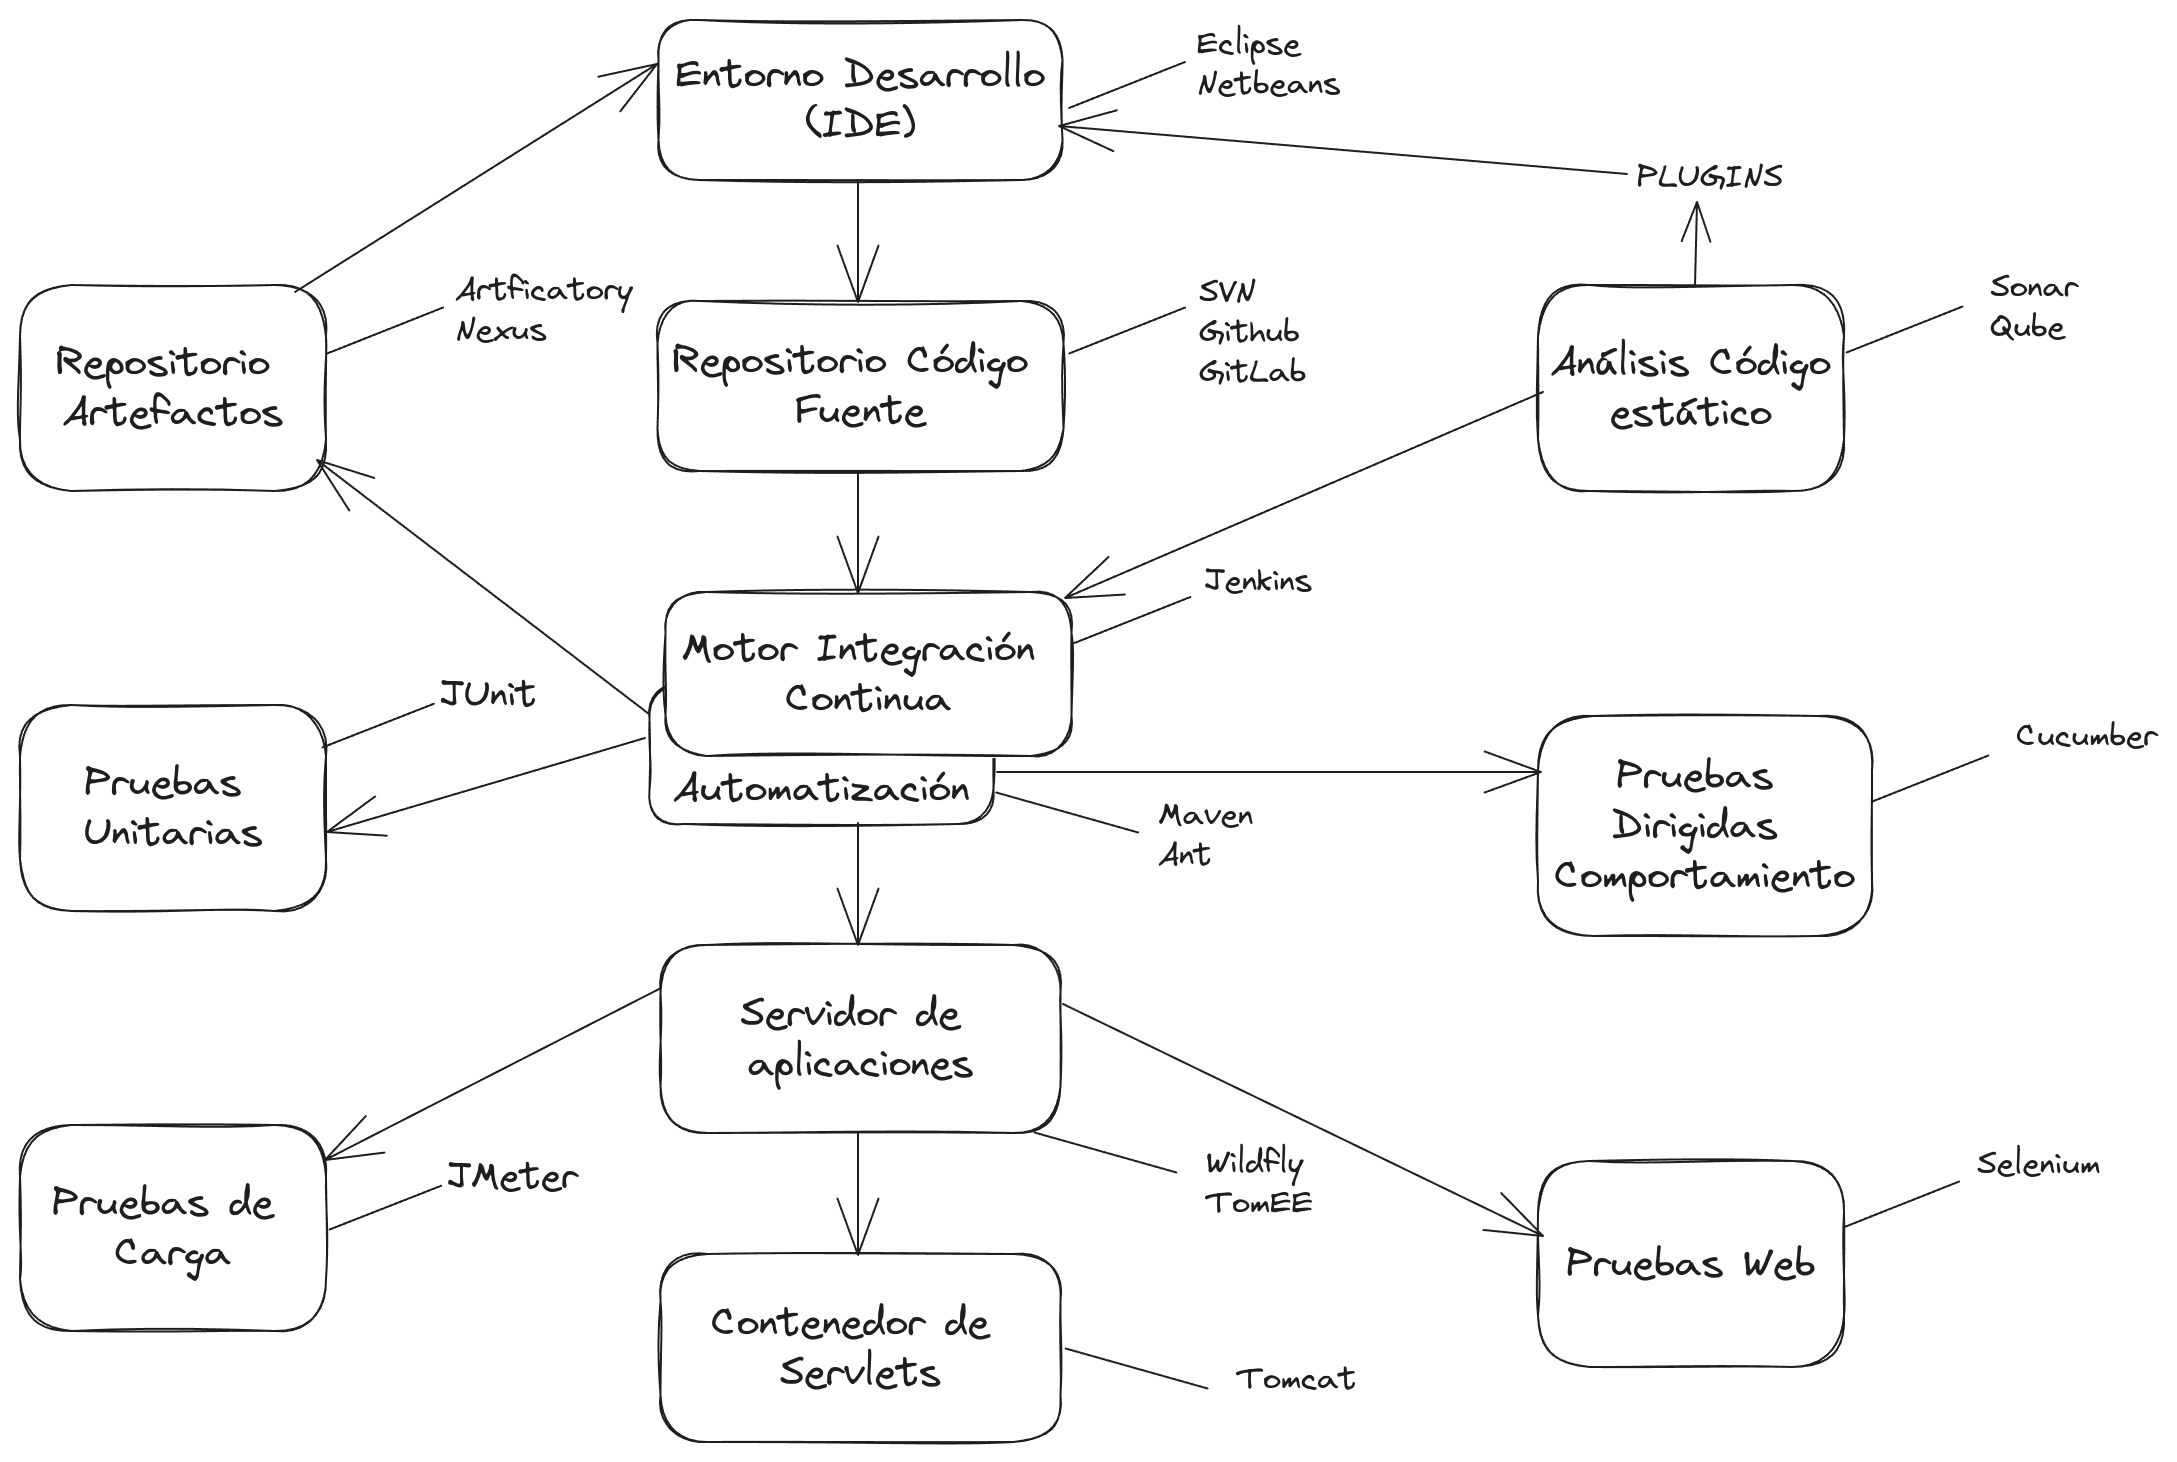 Entorno Desarrollo
(IDE)
Eclipse
Netbeans
PLUGINS
Repositorio
Artefactos
Artficatory
Nexus
Repositorio Código
Fuente
SVN
Github
GitLab
Análisis Código
estático
Sonar
Qube
Motor Integración
Continua
Jenkins
Automatización
Maven
Ant
Pruebas
Unitarias
JUnit
Pruebas
Dirigidas
Comportamiento
Cucumber
Servidor de
aplicaciones
Wildfly
TomEE
Pruebas de
Carga
JMeter
Contenedor de
Servlets
Tomcat
Pruebas Web
Selenium